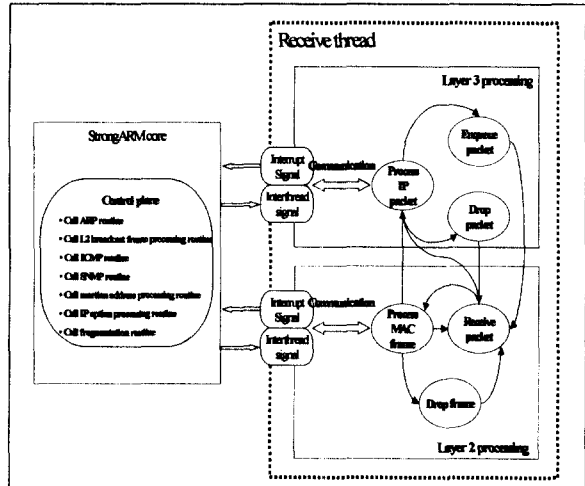 Receive thread
Layer 3 processing
StrongARM core
Control plane
• Call ARP routine
• Call L2 broadcast frame processing routine
• Call ICMP routine
• Call SNMP routine
• Call address processing routine
• Call IP option processing routine
• Call fragmentation routine
Interrupt
Signal
Communication
Interthread
signal
Process
IP
packet
Enqueue
packet
Drop
packet
Interrupt
Signal
Communication
Interthread
signal
Process
MAC
frame
Receive
packet
Drop frame
Layer 2 processing